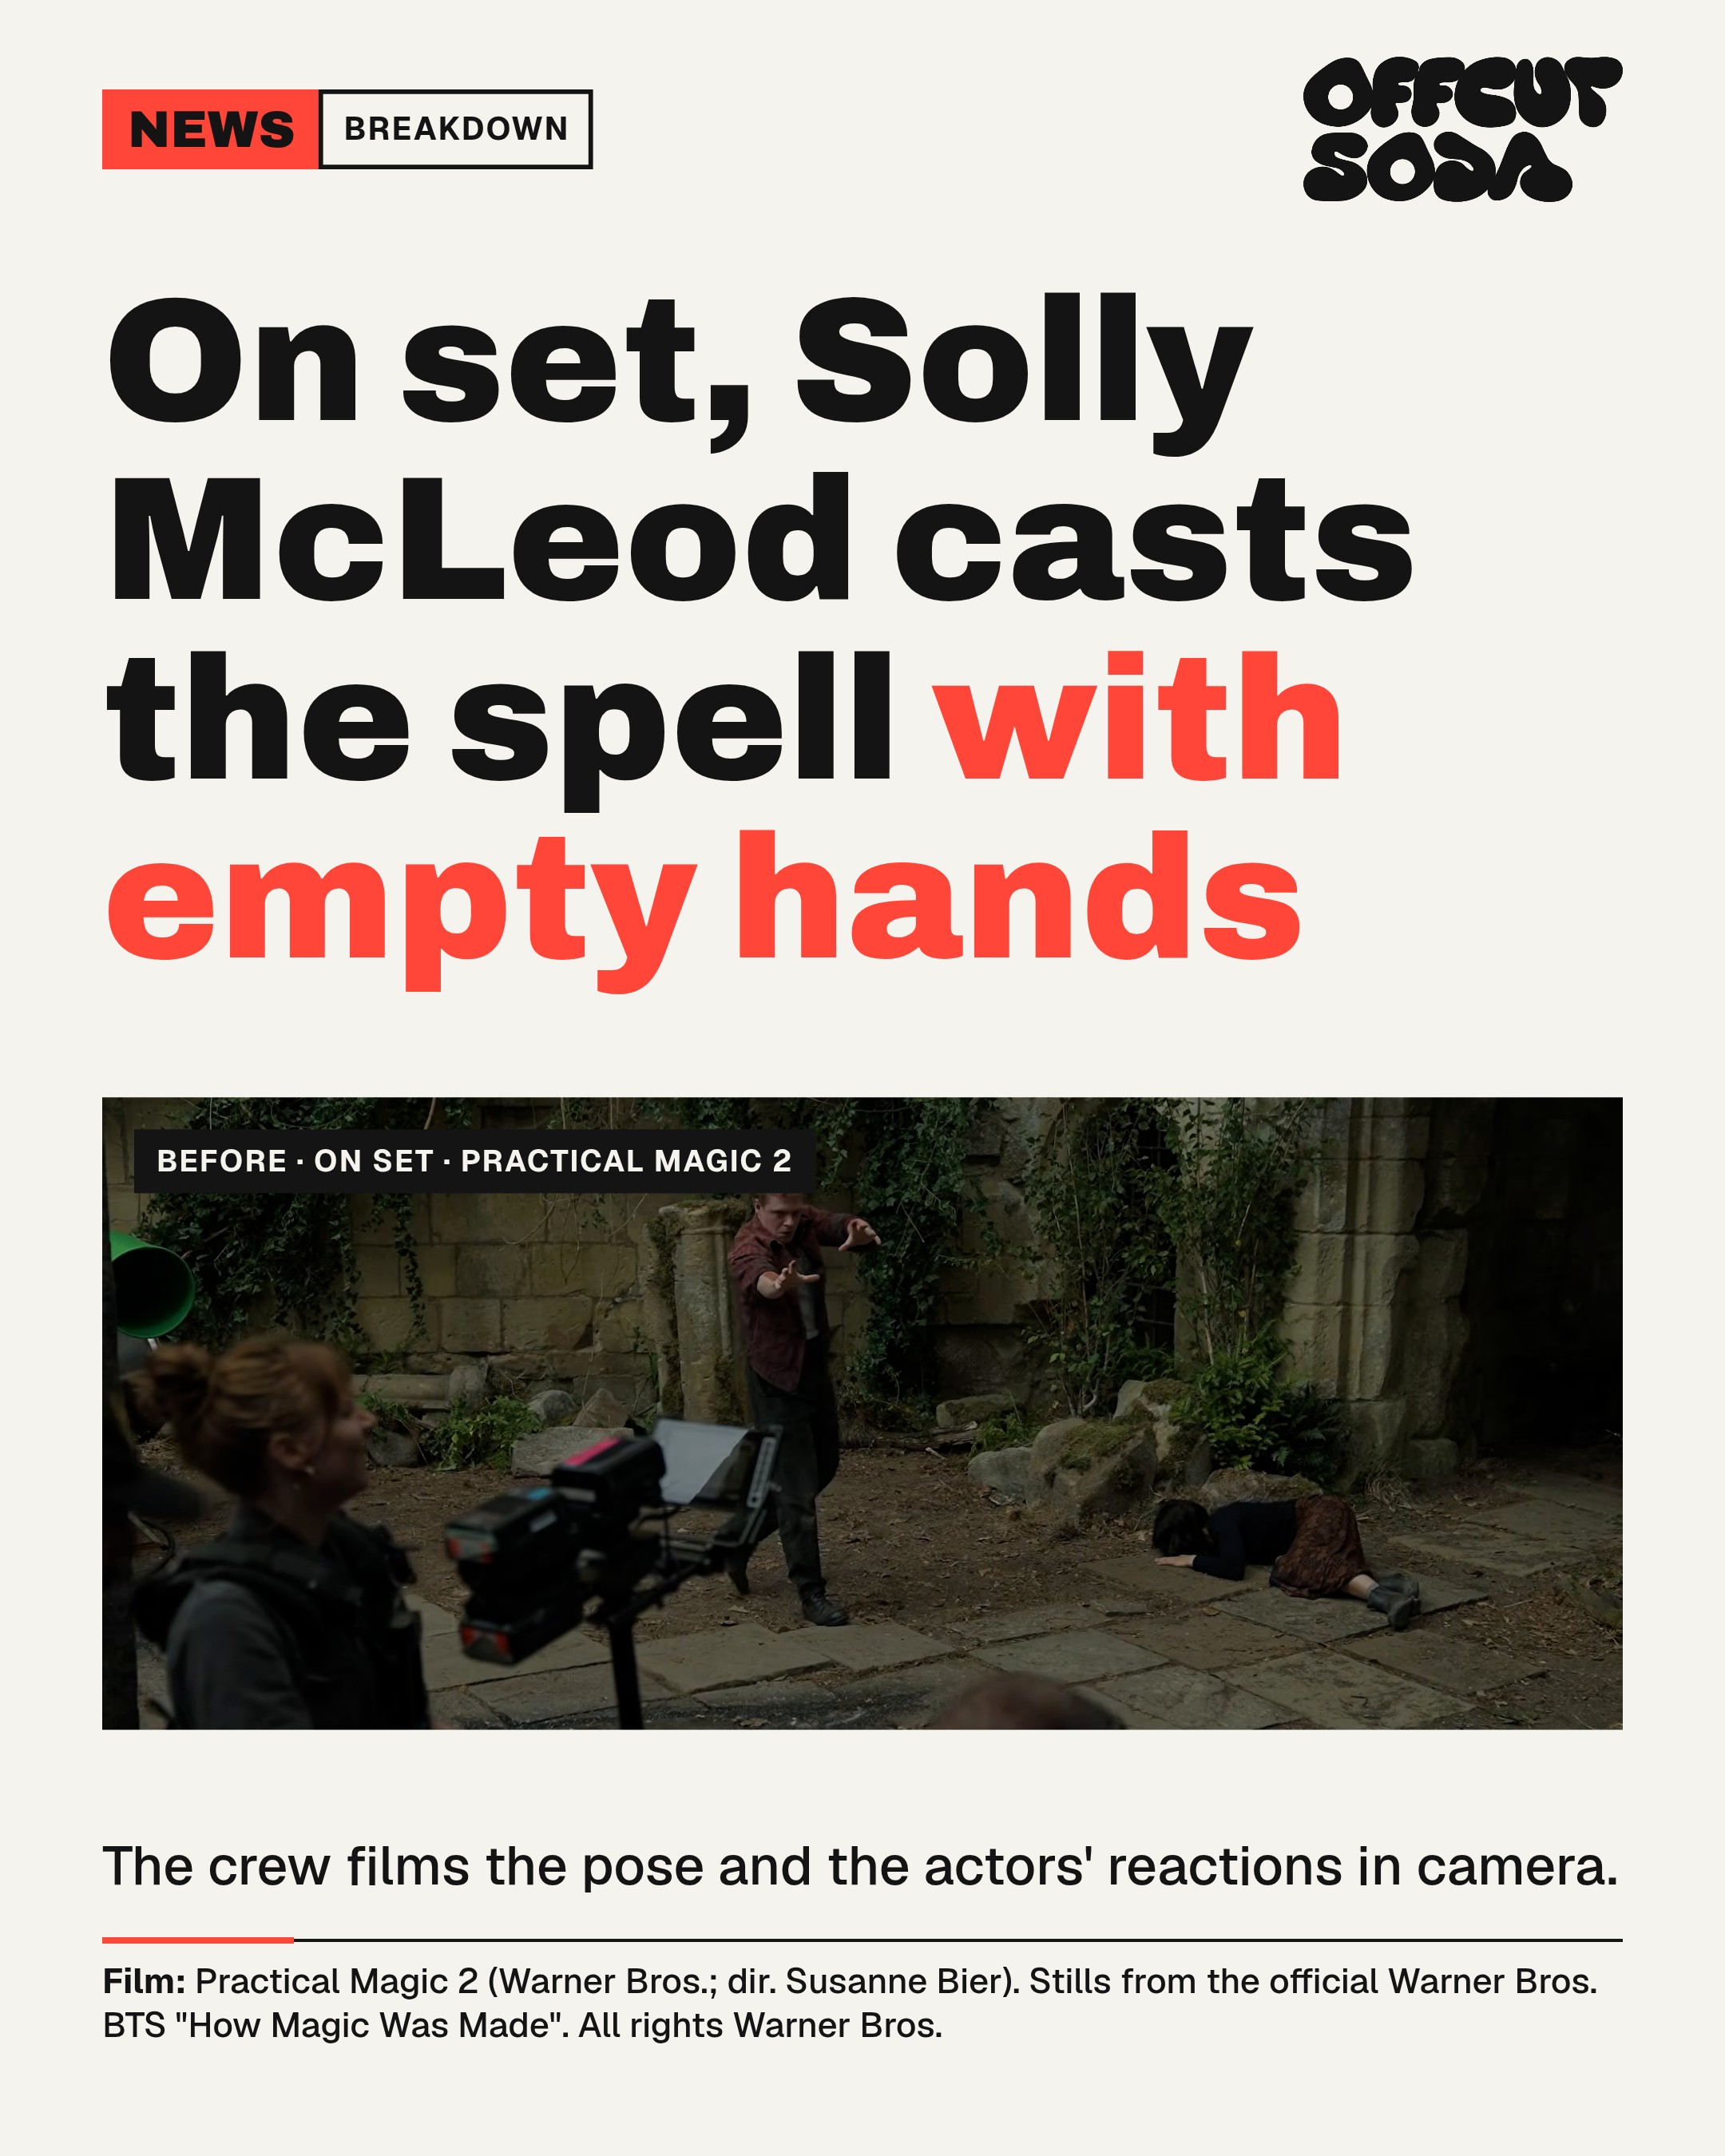 NEWS BREAKDOWN
OFFCUT
SODA
On set, Solly
McLeod casts
the spell with
empty hands
BEFORE · ON SET · PRACTICAL MAGIC 2
The crew films the pose and the actors' reactions in camera.
Film: Practical Magic 2 (Warner Bros.; dir. Susanne Bier). Stills from the official Warner Bros.
BTS "How Magic Was Made". All rights Warner Bros.